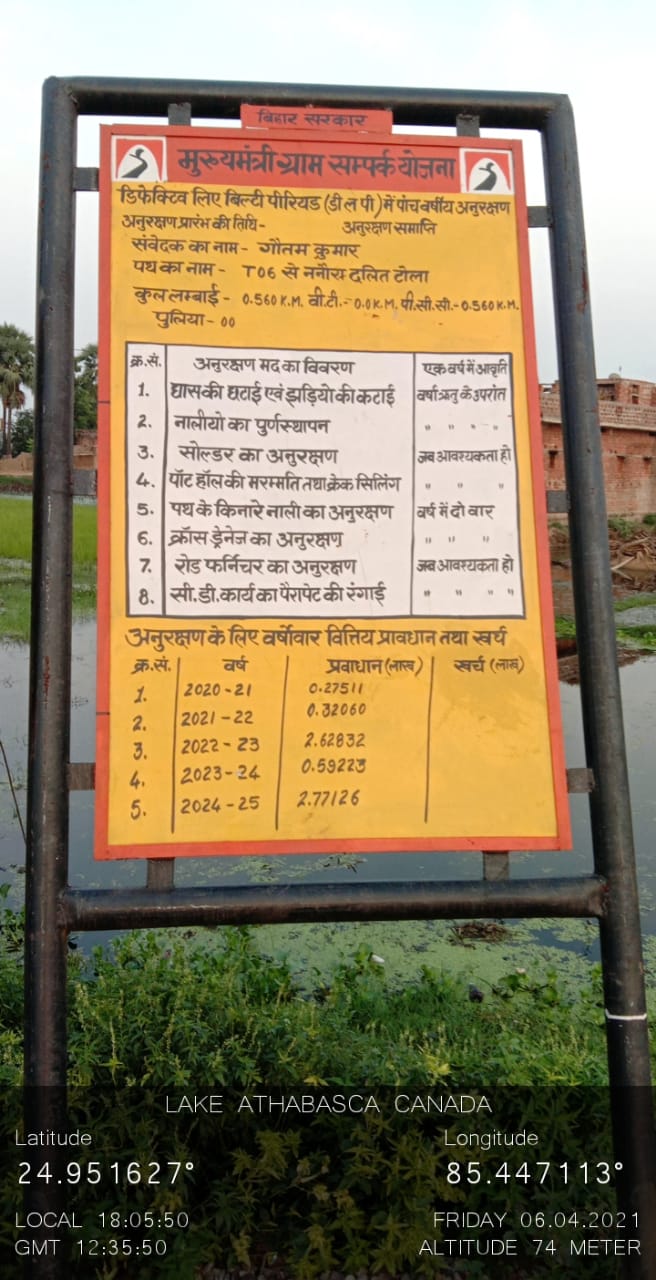 बिहार सरकार
मुख्यमंत्री ग्राम सम्पर्क योजना
डिफेक्टिव लिए बिल्टी पीरियड (डी ल पी) में पांच वर्षीय अनुरक्षण
अनुरक्षण प्रारंभ की तिथि- अनुरक्षण समाप्ति
संवेदक का नाम - गौतम कुमार
पथ का नाम - T06 से ननौरा दलित टोला
कुल लम्बाई - 0.560 K.M. बी.टी.-0.0 K.M. पी.सी.सी.-0.560 K.M.
पुलिया - 00
क्र.सं. अनुरक्षण मद का विवरण एक वर्ष में आवृति
1. घास की घटाई एवं झाड़ियो की कटाई वर्षा ऋतु के उपरांत
2. नालीयो का पुर्णस्थापन " " " "
3. सोल्डर का अनुरक्षण जब आवश्यकता हो
4. पॉट हॉल की मरम्मति तथा क्रेक सिलिंग " " "
5. पथ के किनारे नाली का अनुरक्षण वर्ष में दो वार
6. क्रॉस ड्रेनेज का अनुरक्षण " " "
7. रोड फर्निचर का अनुरक्षण जब आवश्यकता हो
8. सी.डी. कार्य का पैरापेट की रंगाई " " " "
अनुरक्षण के लिए वर्षोवार वित्तिय प्रावधान तथा खर्च
क्र.सं. वर्ष प्रवाधान (लाख) खर्च (लाख)
1. 2020-21 0.27511
2. 2021-22 0.32060
3. 2022-23 2.62832
4. 2023-24 0.59223
5. 2024-25 2.77126
LAKE ATHABASCA CANADA
Latitude Longitude
24.951627° 85.447113°
LOCAL 18:05:50 FRIDAY 06.04.2021
GMT 12:35:50 ALTITUDE 74 METER